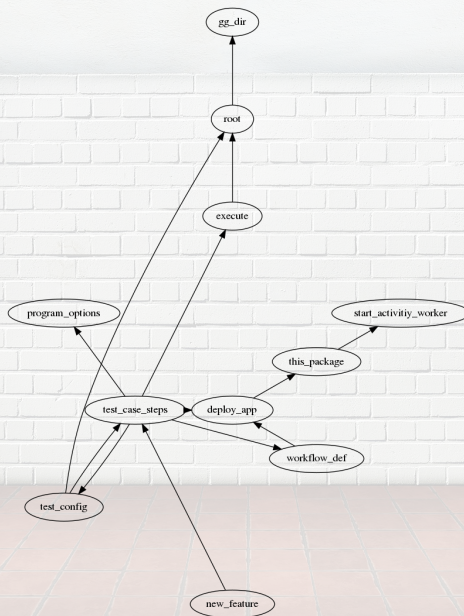 gg_dir
root
execute
program_options
start_activitiy_worker
this_package
test_case_steps
deploy_app
workflow_def
test_config
new_feature